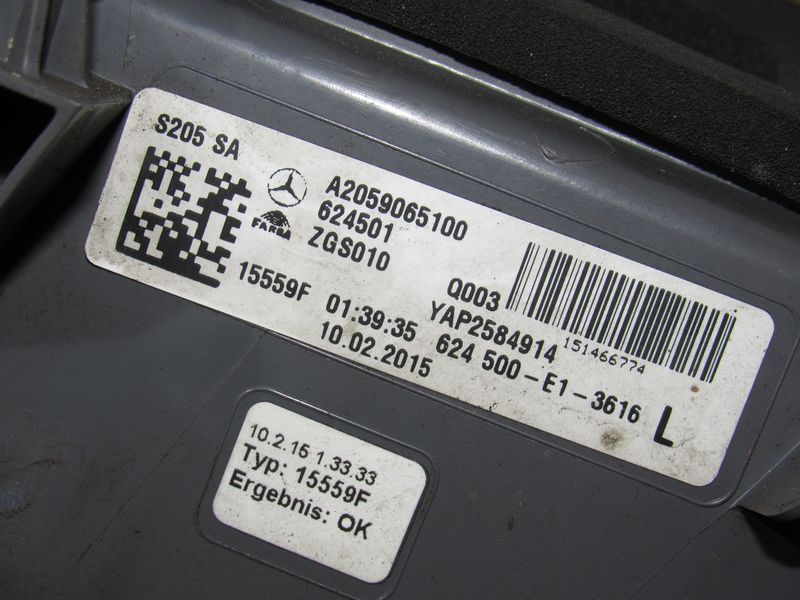 S205 SA
A2059065100
624501
FARBA
ZGS010
Q003
15559F
01:39:35
YAP2584914
151466774
10.02.2015
624 500-E1-3616
L
10.2.15 1.33.33
Typ: 15559F
Ergebnis: OK